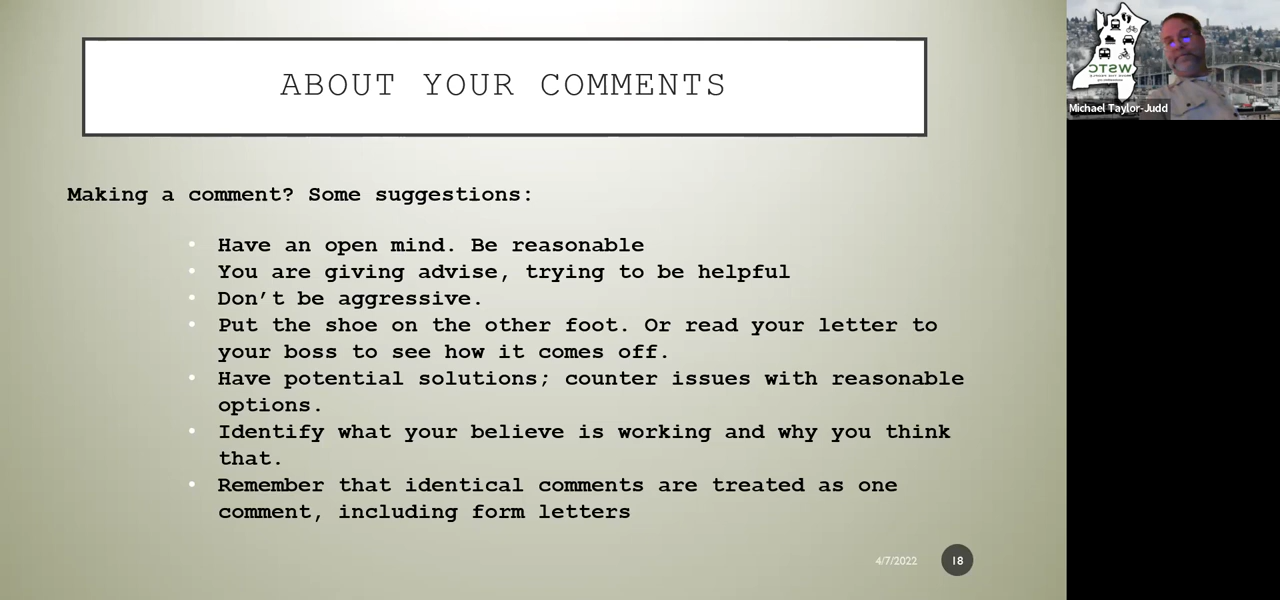 ABOUT YOUR COMMENTS
Making a comment? Some suggestions:
• Have an open mind. Be reasonable
• You are giving advise, trying to be helpful
• Don't be aggressive.
• Put the shoe on the other foot. Or read your letter to
your boss to see how it comes off.
• Have potential solutions; counter issues with reasonable
options.
• Identify what your believe is working and why you think
that.
• Remember that identical comments are treated as one
comment, including form letters
4/7/2022
18
WSTC
Michael Taylor-Judd